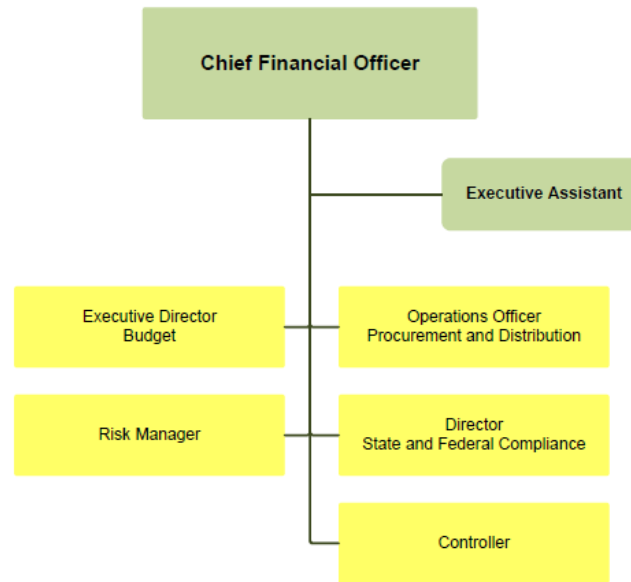 Chief Financial Officer
Executive Assistant
Executive Director
Budget
Operations Officer
Procurement and Distribution
Risk Manager
Director
State and Federal Compliance
Controller